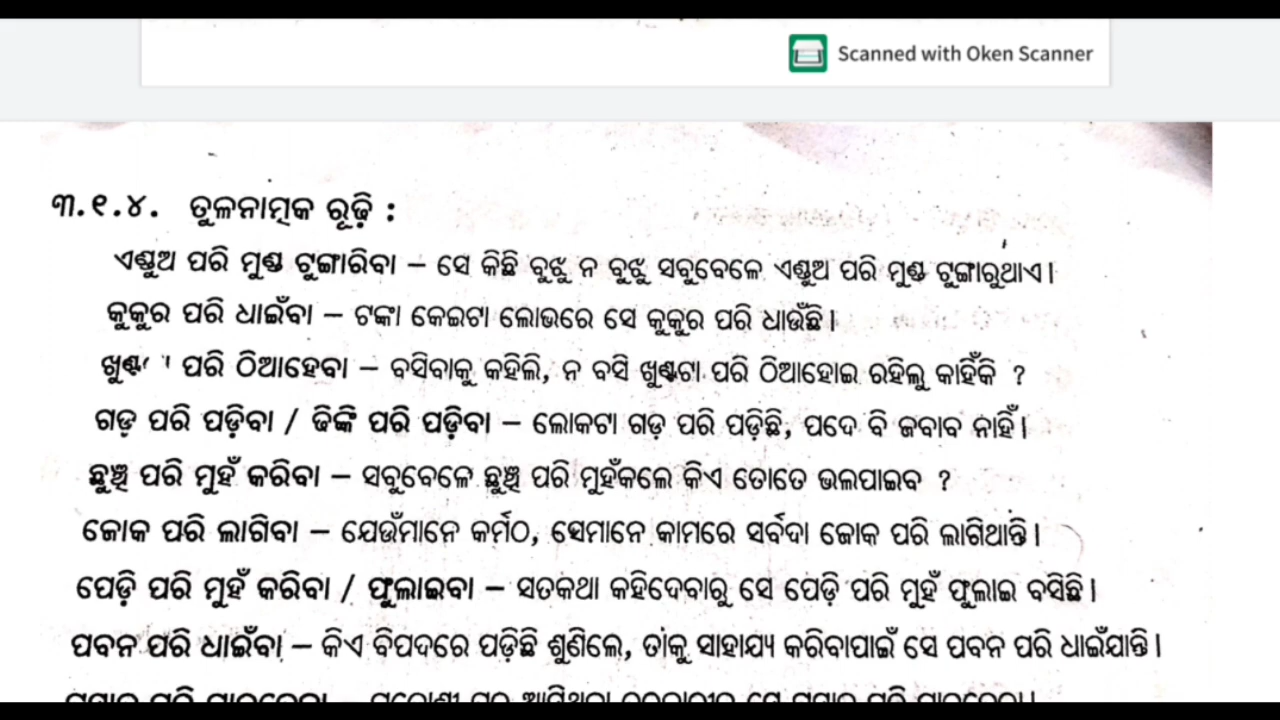 Scanned with Oken Scanner
୩.୧.୪. ତୁଳନାତ୍ମକ ରୂଢ଼ି :
ଏଣ୍ଡୁଅ ପରି ମୁଣ୍ଡ ଟୁଙ୍ଗାରିବା – ସେ କିଛି ବୁଝୁ ନ ବୁଝୁ ସବୁବେଳେ ଏଣ୍ଡୁଅ ପରି ମୁଣ୍ଡ ଟୁଙ୍ଗାରୁଥାଏ।
କୁକୁର ପରି ଧାଇଁବା – ଟଙ୍କା କେଇଟା ଲୋଭରେ ସେ କୁକୁର ପରି ଧାଉଁଛି।
ପରି ଠିଆହେବା – ବସିବାକୁ କହିଲି, ନ ବସି ଖୁଣ୍ଟଟା ପରି ଠିଆହୋଇ ରହିଲୁ କାହିଁକି ?
ଗଡ଼ ପରି ପଡ଼ିବା / ଢିଙ୍କି ପରି ପଡ଼ିବା – ଲୋକଟା ଗଡ଼ ପରି ପଡ଼ିଛି, ପଦେ ବି ଜବାବ ନାହିଁ।
ଛୁଞ୍ଚି ପରି ମୁହଁ କରିବା – ସବୁବେଳେ ଛୁଞ୍ଚି ପରି ମୁହଁକଲେ କିଏ ତୋତେ ଭଲପାଇବ ?
ଜୋକ ପରି ଲାଗିବା – ଯେଉଁମାନେ କର୍ମଠ, ସେମାନେ କାମରେ ସର୍ବଦା ଜୋକ ପରି ଲାଗିଥାନ୍ତି।
ପେଡ଼ି ପରି ମୁହଁ କରିବା / ଫୁଲାଇବା – ସତକଥା କହିଦେବାରୁ ସେ ପେଡ଼ି ପରି ମୁହଁ ଫୁଲାଇ ବସିଛି।
ପବନ ପରି ଧାଇଁବା – କିଏ ବିପଦରେ ପଡ଼ିଛି ଶୁଣିଲେ, ତାଙ୍କୁ ସାହାଯ୍ୟ କରିବାପାଇଁ ସେ ପବନ ପରି ଧାଇଁଯାନ୍ତି।